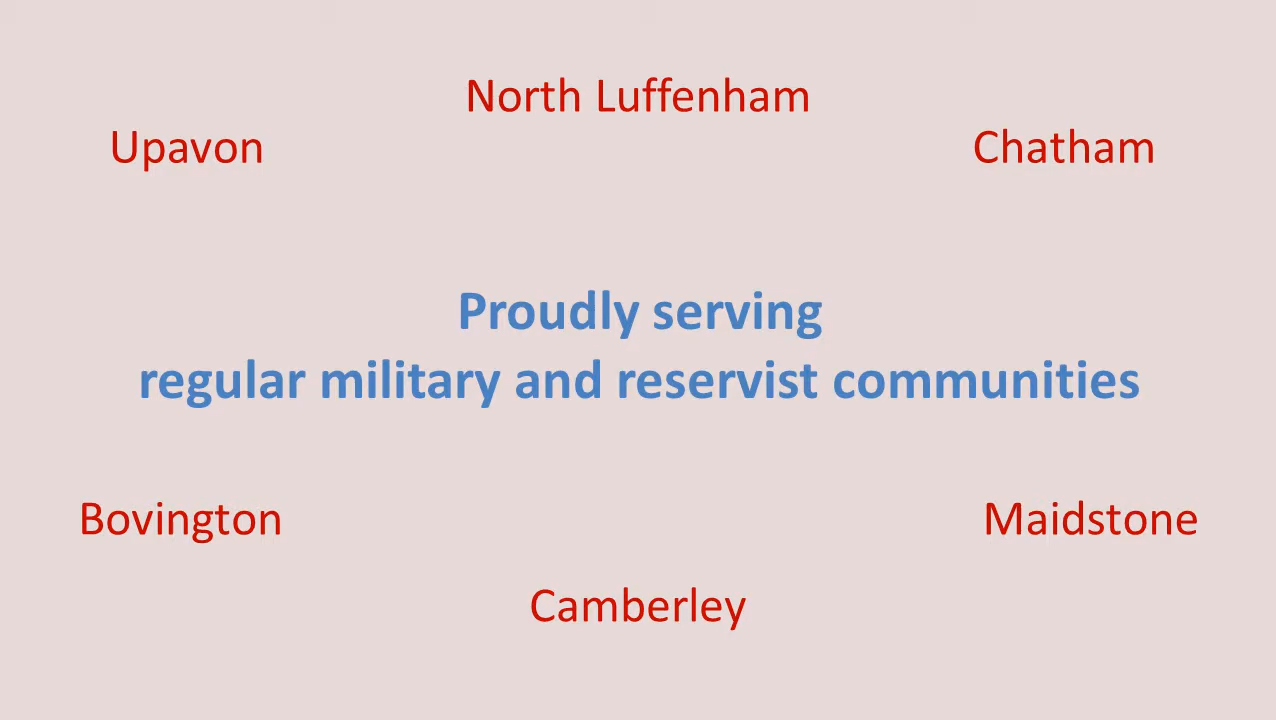 North Luffenham
Upavon
Chatham
Proudly serving
regular military and reservist communities
Bovington
Maidstone
Camberley